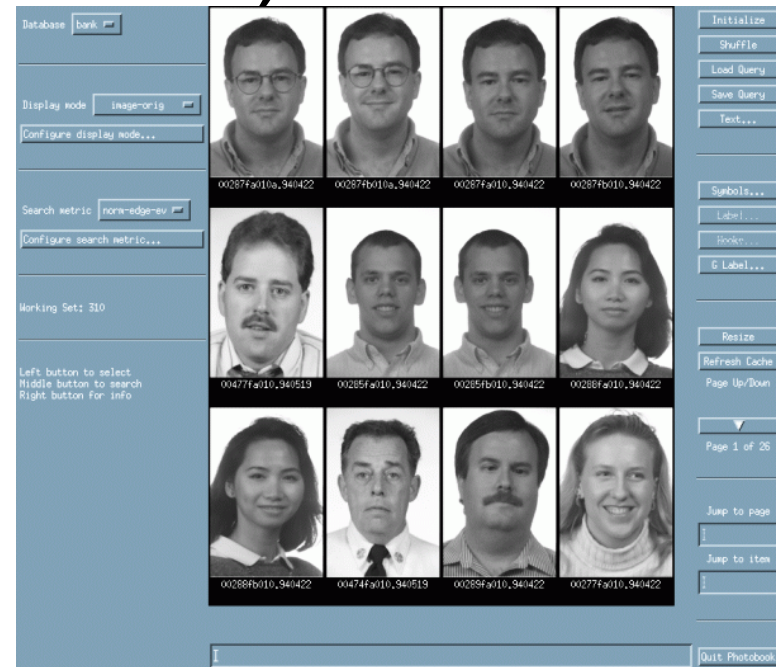 Database bank
Display mode image-orig
Configure display mode...
Search metric norm-edge-ev
Configure search metric...
Working Set: 310
Left button to select
Middle button to search
Right button for info
00287fa010a.940422 00287fb010a.940422 00287fa010.940422 00287fb010.940422
00477fa010.940519 00285fa010.940422 00285fb010.940422 00288fa010.940422
00288fb010.940422 00474fa010.940519 00289fa010.940422 00277fa010.940422
Initialize
Shuffle
Load Query
Save Query
Text...
Symbols...
Label...
Hooks...
G Label...
Resize
Refresh Cache
Page Up/Down
Page 1 of 26
Jump to page
Jump to item
Quit Photobook